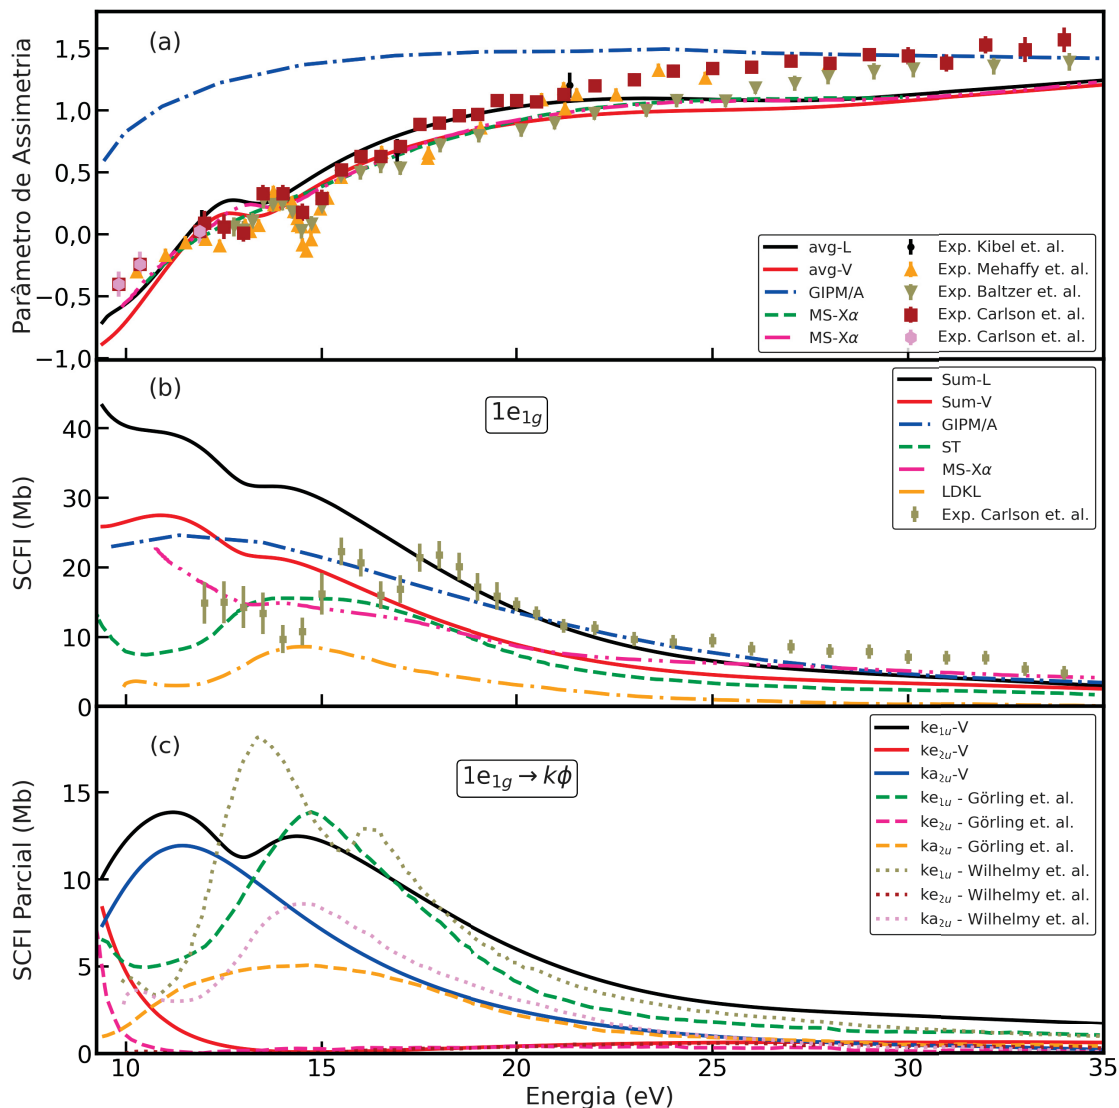 (a)
Parâmetro de Assimetria
1,5
1,0
0,5
0,0
−0,5
−1,0
avg-L
avg-V
GIPM/A
MS-Xα
MS-Xα
Exp. Kibel et. al.
Exp. Mehaffy et. al.
Exp. Baltzer et. al.
Exp. Carlson et. al.
Exp. Carlson et. al.
(b)
1e₁g
SCFI (Mb)
40
30
20
10
0
Sum-L
Sum-V
GIPM/A
ST
MS-Xα
LDKL
Exp. Carlson et. al.
(c)
1e₁g → kϕ
SCFI Parcial (Mb)
15
10
5
0
ke₁u-V
ke₂u-V
ka₂u-V
ke₁u - Görling et. al.
ke₂u - Görling et. al.
ka₂u - Görling et. al.
ke₁u - Wilhelmy et. al.
ke₂u - Wilhelmy et. al.
ka₂u - Wilhelmy et. al.
10 15 20 25 30 35
Energia (eV)